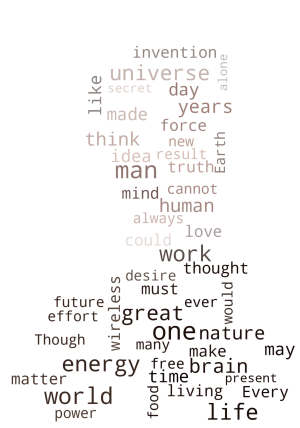 invention
alone
universe
secret
like
day
years
made
force
think
new
Earth
idea
result
truth
man
mind
cannot
human
always
love
could
work
thought
desire
must
wireless
would
future
ever
effort
great
one
nature
Though
many
make
may
energy
free
brain
matter
time
present
food
living
Every
world
power
life